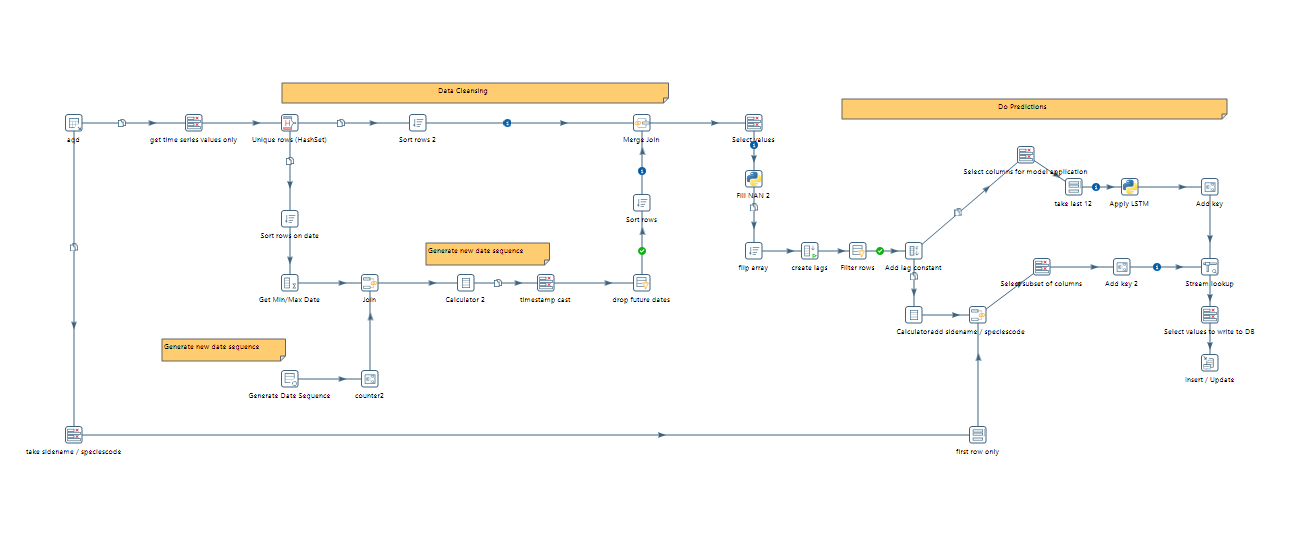 Data Cleansing
Do Predictions
add
get time series values only
Unique rows (HashSet)
Sort rows 2
Merge Join
Select values
Select columns for model application
take last 12
Apply LSTM
Add key
Fill NAN 2
Sort rows
Sort rows on date
Generate new date sequence
flip array
create lags
Filter rows
Add lag constant
Select subset of columns
Add key 2
Stream lookup
Get Min/Max Date
Join
Calculator 2
timestamp cast
drop future dates
Calculator
add sidename / speciescode
Select values to write to DB
Generate new date sequence
Insert / Update
Generate Date Sequence
counter2
take sidename / speciescode
first row only